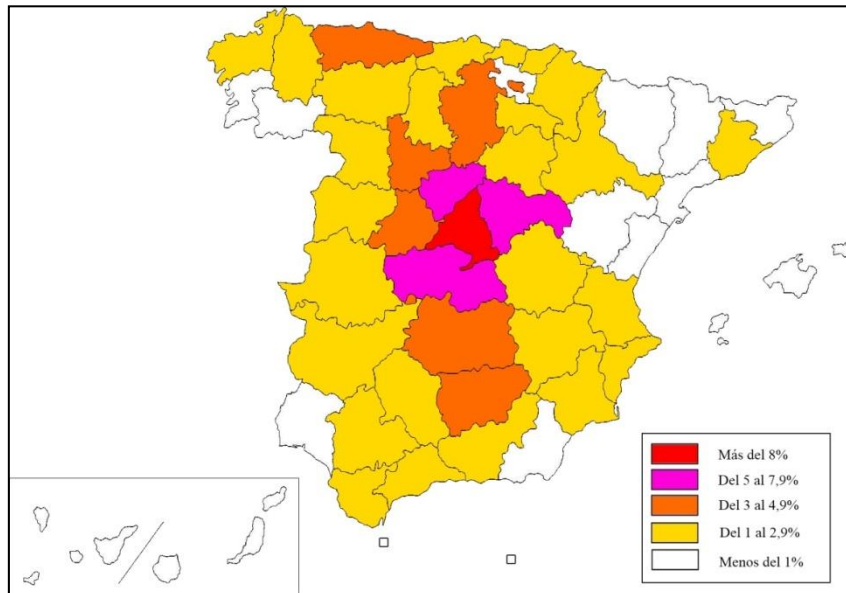 Más del 8%
Del 5 al 7,9%
Del 3 al 4,9%
Del 1 al 2,9%
Menos del 1%